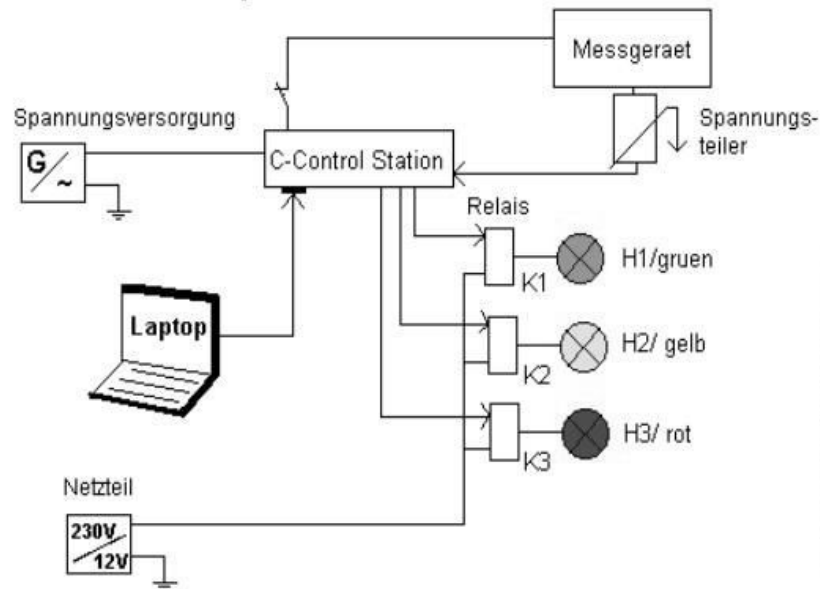 Messgeraet
Spannungsversorgung
Spannungs-
teiler
G
~
C-Control Station
Relais
H1/gruen
K1
Laptop
H2/ gelb
K2
H3/ rot
K3
Netzteil
230V
12V